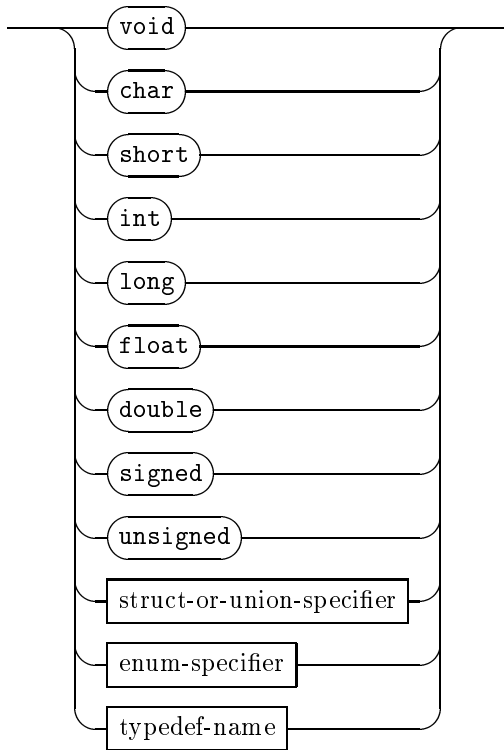 void
char
short
int
long
float
double
signed
unsigned
struct-or-union-specifier
enum-specifier
typedef-name